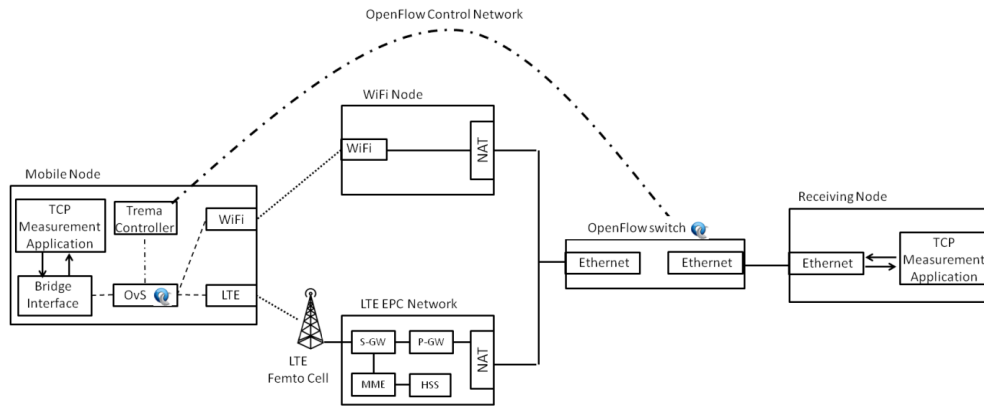 OpenFlow Control Network
WiFi Node
WiFi
NAT
Mobile Node
TCP
Measurement
Application
Trema
Controller
WiFi
Bridge
Interface
OvS
LTE
LTE
Femto Cell
LTE EPC Network
S-GW
P-GW
MME
HSS
NAT
OpenFlow switch
Ethernet
Ethernet
Receiving Node
Ethernet
TCP
Measurement
Application